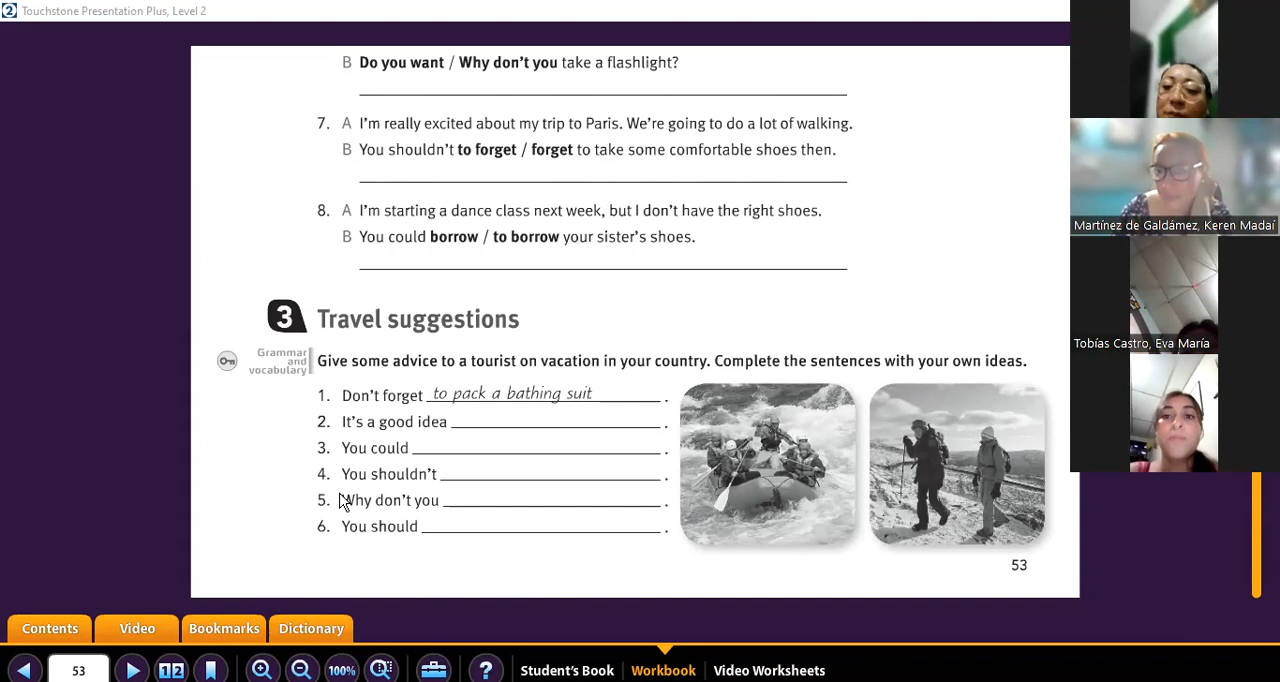 Touchstone Presentation Plus, Level 2
B Do you want / Why don't you take a flashlight?
7. A I'm really excited about my trip to Paris. We're going to do a lot of walking.
B You shouldn't to forget / forget to take some comfortable shoes then.
8. A I'm starting a dance class next week, but I don't have the right shoes.
B You could borrow / to borrow your sister's shoes.
3 Travel suggestions
Grammar
and
vocabulary
Give some advice to a tourist on vacation in your country. Complete the sentences with your own ideas.
1. Don't forget to pack a bathing suit .
2. It's a good idea .
3. You could .
4. You shouldn't .
5. Why don't you .
6. You should .
53
Martínez de Galdámez, Keren Madaí
Tobías Castro, Eva María
Contents Video Bookmarks Dictionary
53 12 100% ? Student's Book Workbook Video Worksheets